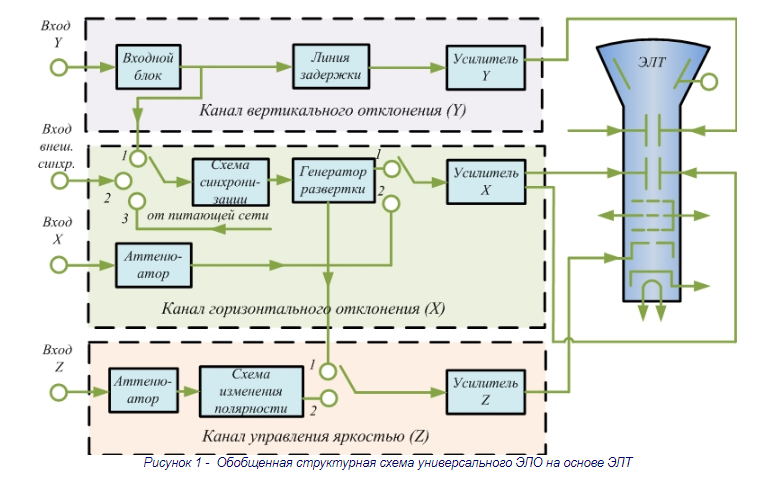 Вход
Y
Входной
блок
Линия
задержки
Усилитель
Y
ЭЛТ
Канал вертикального отклонения (Y)
Вход
внеш.
синхр.
1
2
3
Схема
синхрони-
зации
Генератор
развертки
1
2
Усилитель
X
от питающей сети
Вход
X
Аттеню-
атор
Канал горизонтального отклонения (X)
Вход
Z
Аттеню-
атор
Схема
изменения
полярности
1
2
Усилитель
Z
Канал управления яркостью (Z)
Рисунок 1 - Обобщенная структурная схема универсального ЭЛО на основе ЭЛТ